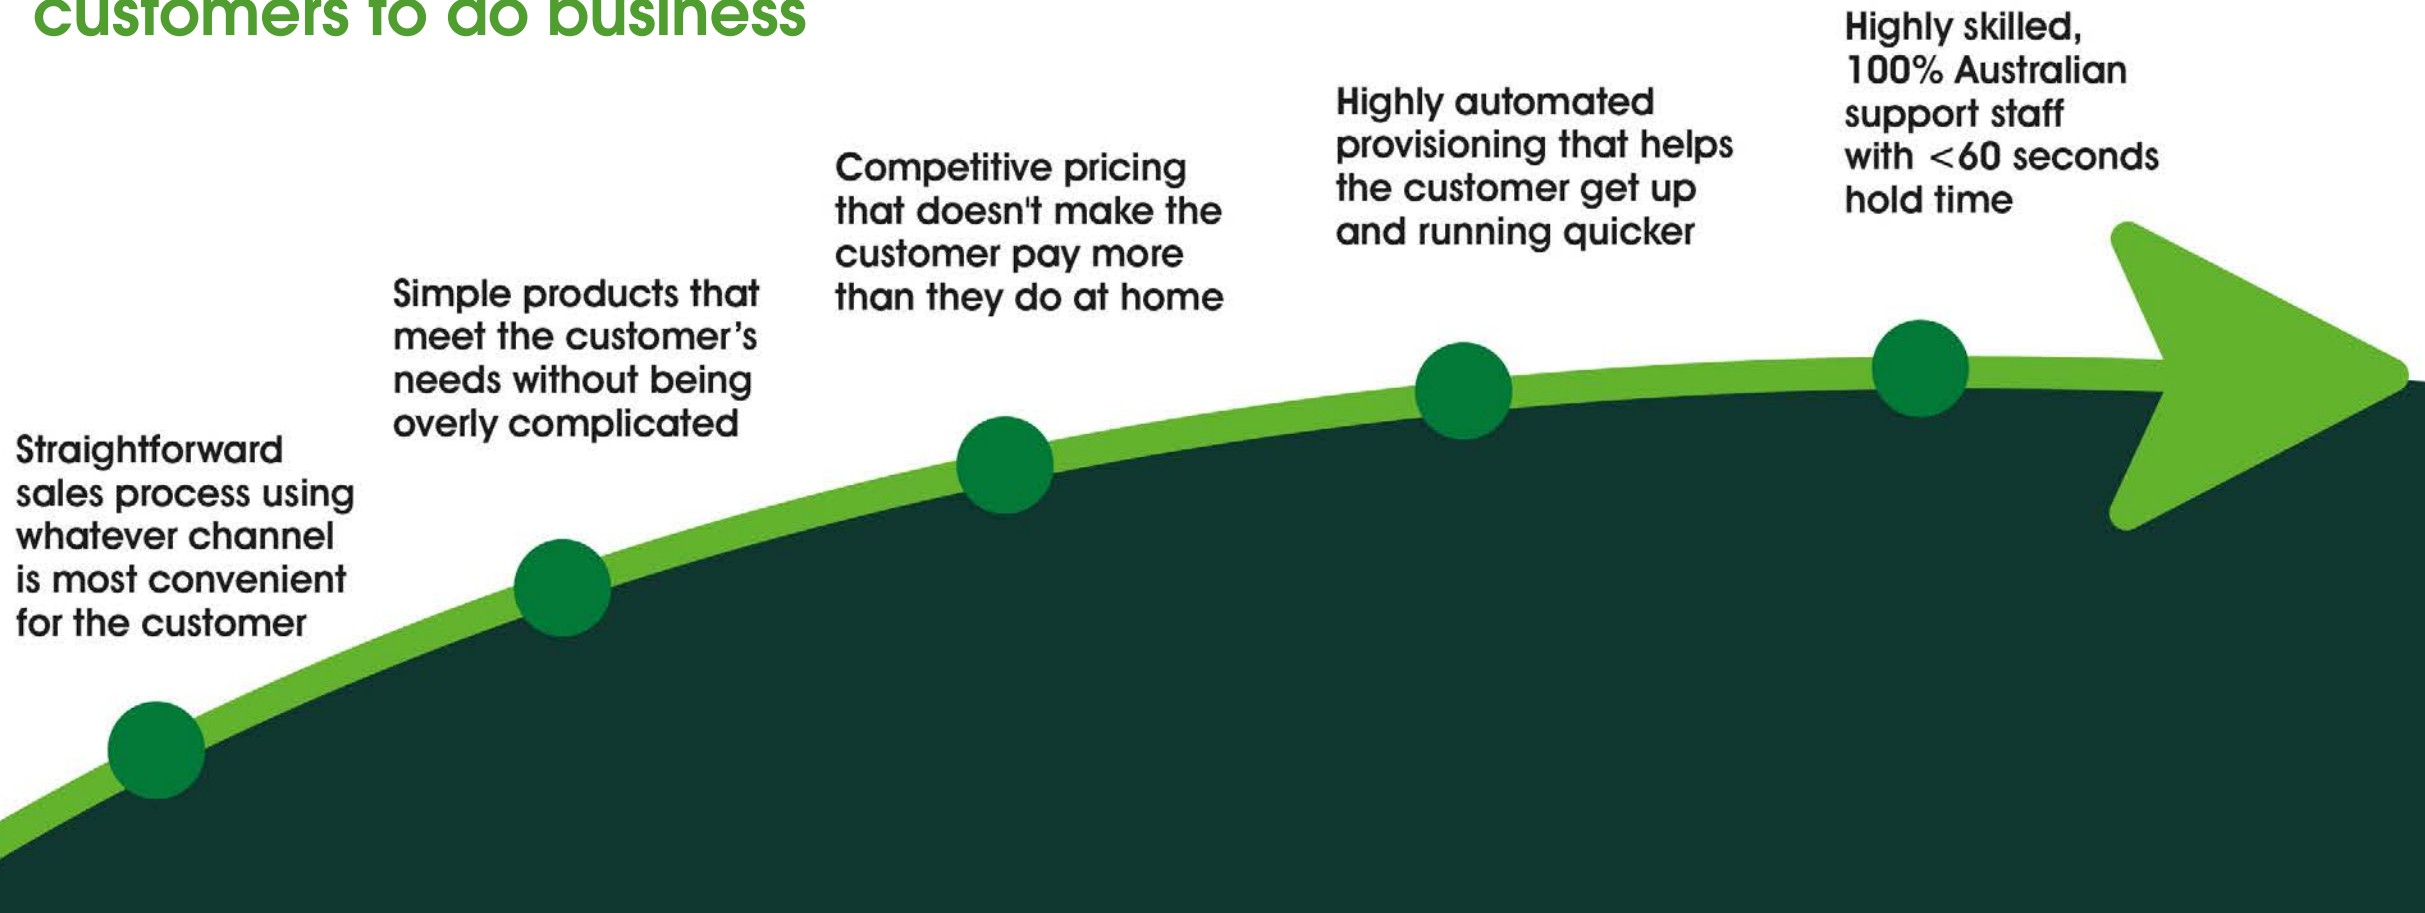 customers to do business
Straightforward
sales process using
whatever channel
is most convenient
for the customer
Simple products that
meet the customer's
needs without being
overly complicated
Competitive pricing
that doesn't make the
customer pay more
than they do at home
Highly automated
provisioning that helps
the customer get up
and running quicker
Highly skilled,
100% Australian
support staff
with <60 seconds
hold time